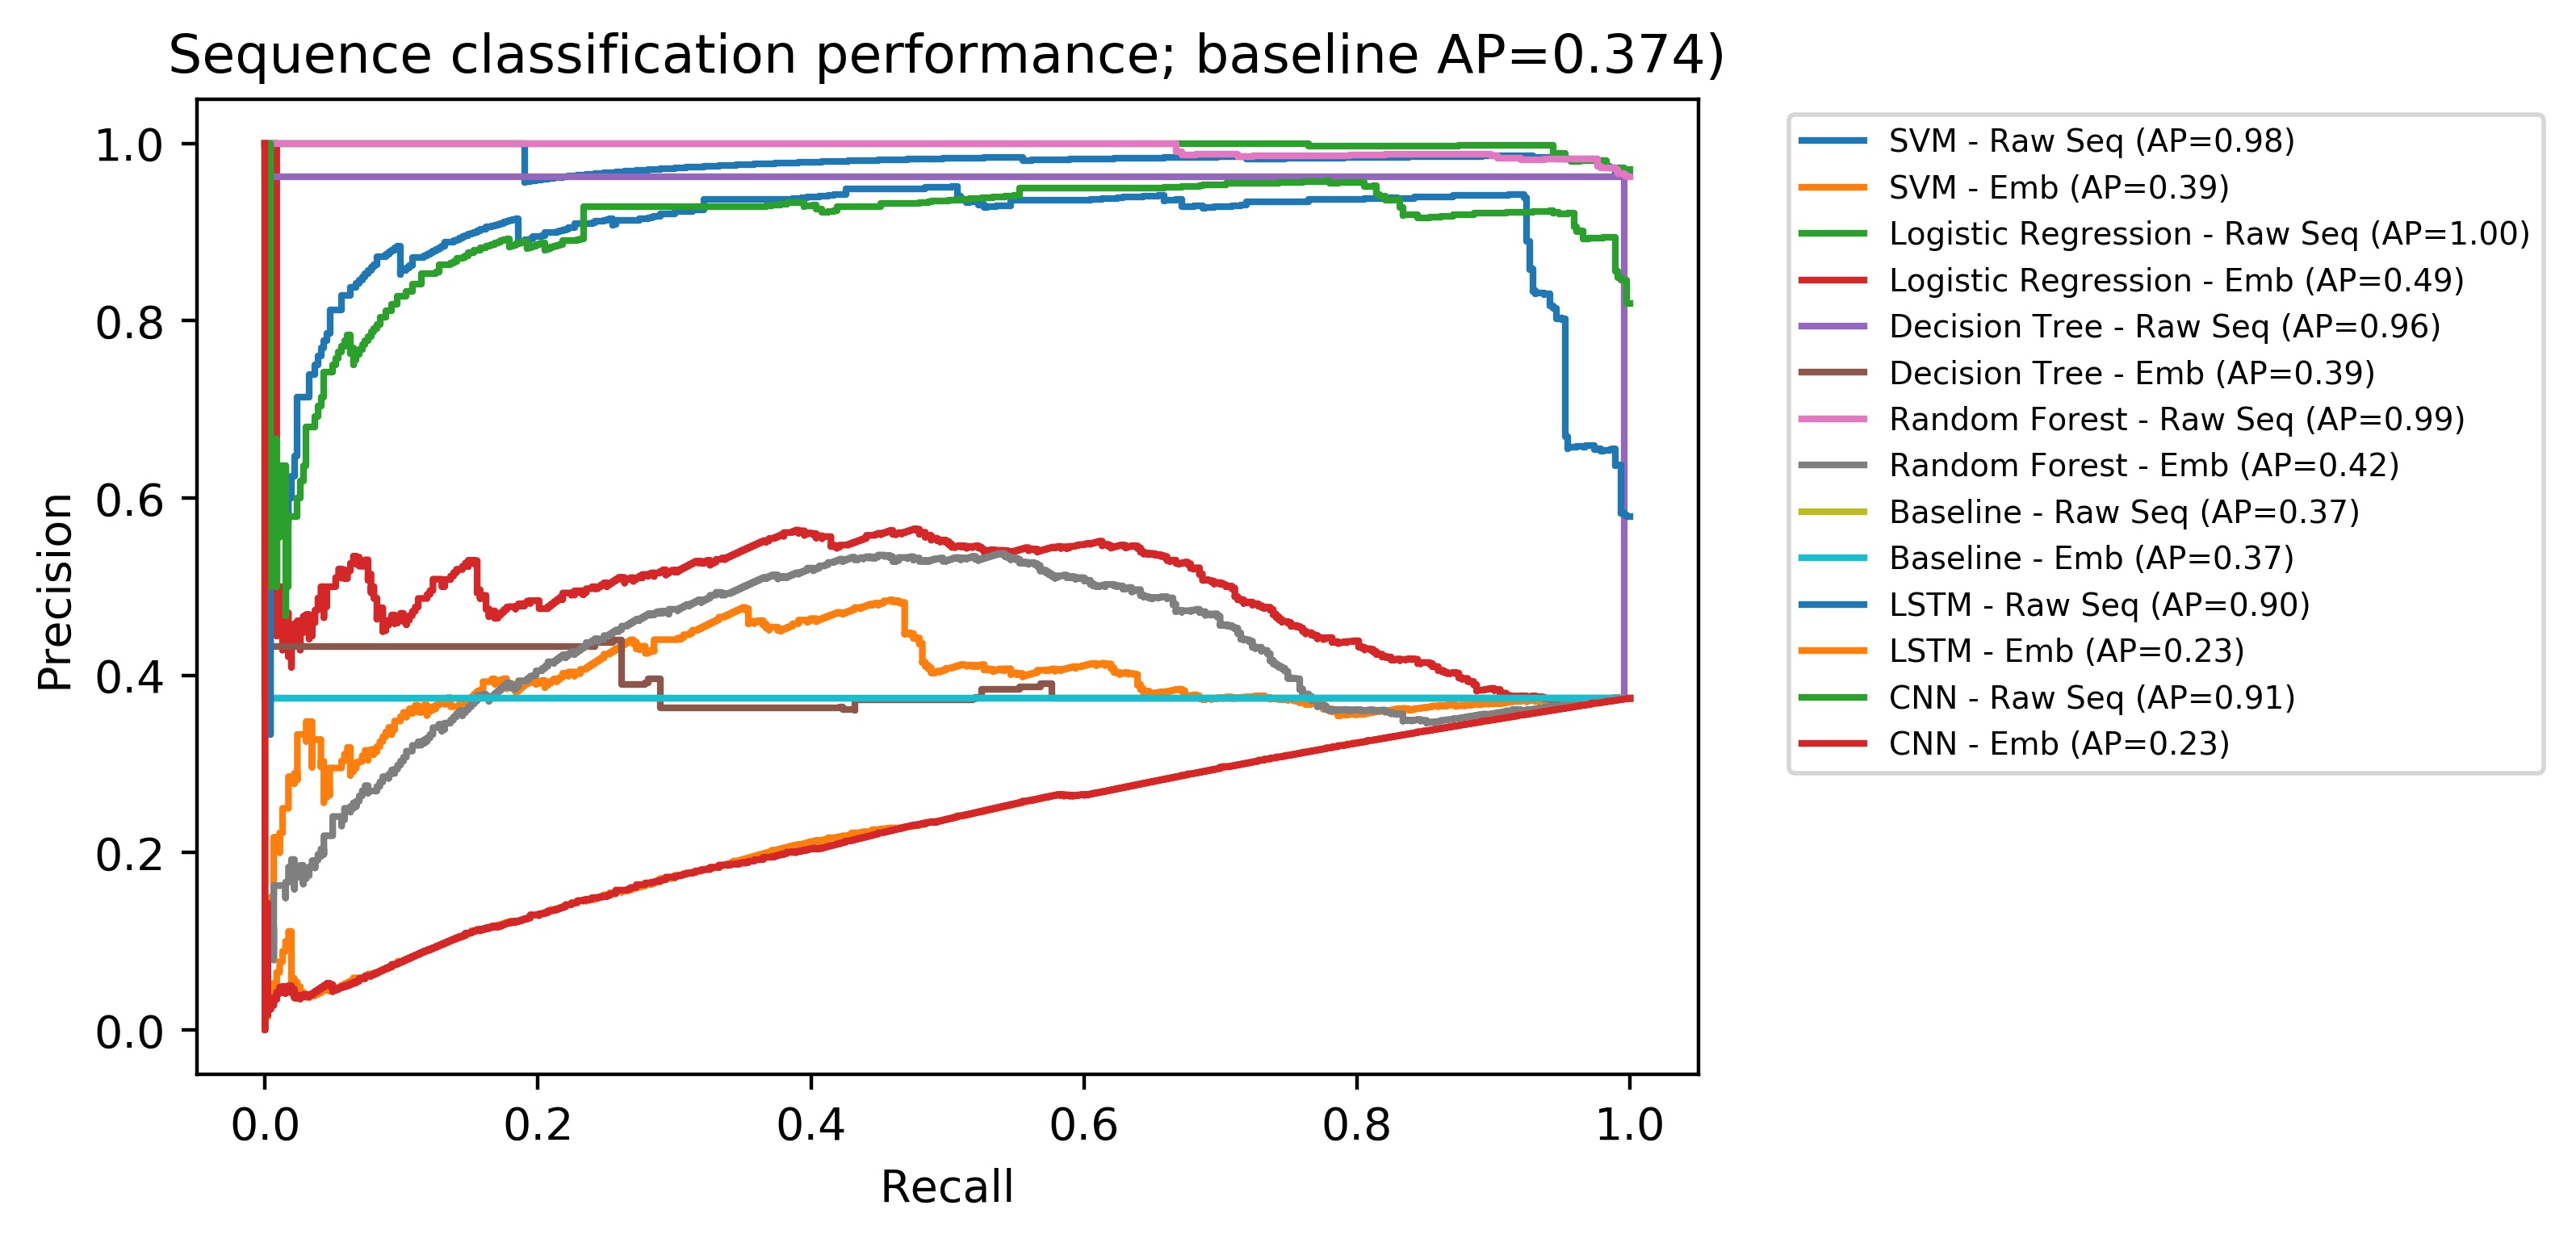 Sequence classification performance; baseline AP=0.374)
1.0
0.8
0.6
0.4
0.2
0.0
Precision
0.0 0.2 0.4 0.6 0.8 1.0
Recall
SVM - Raw Seq (AP=0.98)
SVM - Emb (AP=0.39)
Logistic Regression - Raw Seq (AP=1.00)
Logistic Regression - Emb (AP=0.49)
Decision Tree - Raw Seq (AP=0.96)
Decision Tree - Emb (AP=0.39)
Random Forest - Raw Seq (AP=0.99)
Random Forest - Emb (AP=0.42)
Baseline - Raw Seq (AP=0.37)
Baseline - Emb (AP=0.37)
LSTM - Raw Seq (AP=0.90)
LSTM - Emb (AP=0.23)
CNN - Raw Seq (AP=0.91)
CNN - Emb (AP=0.23)